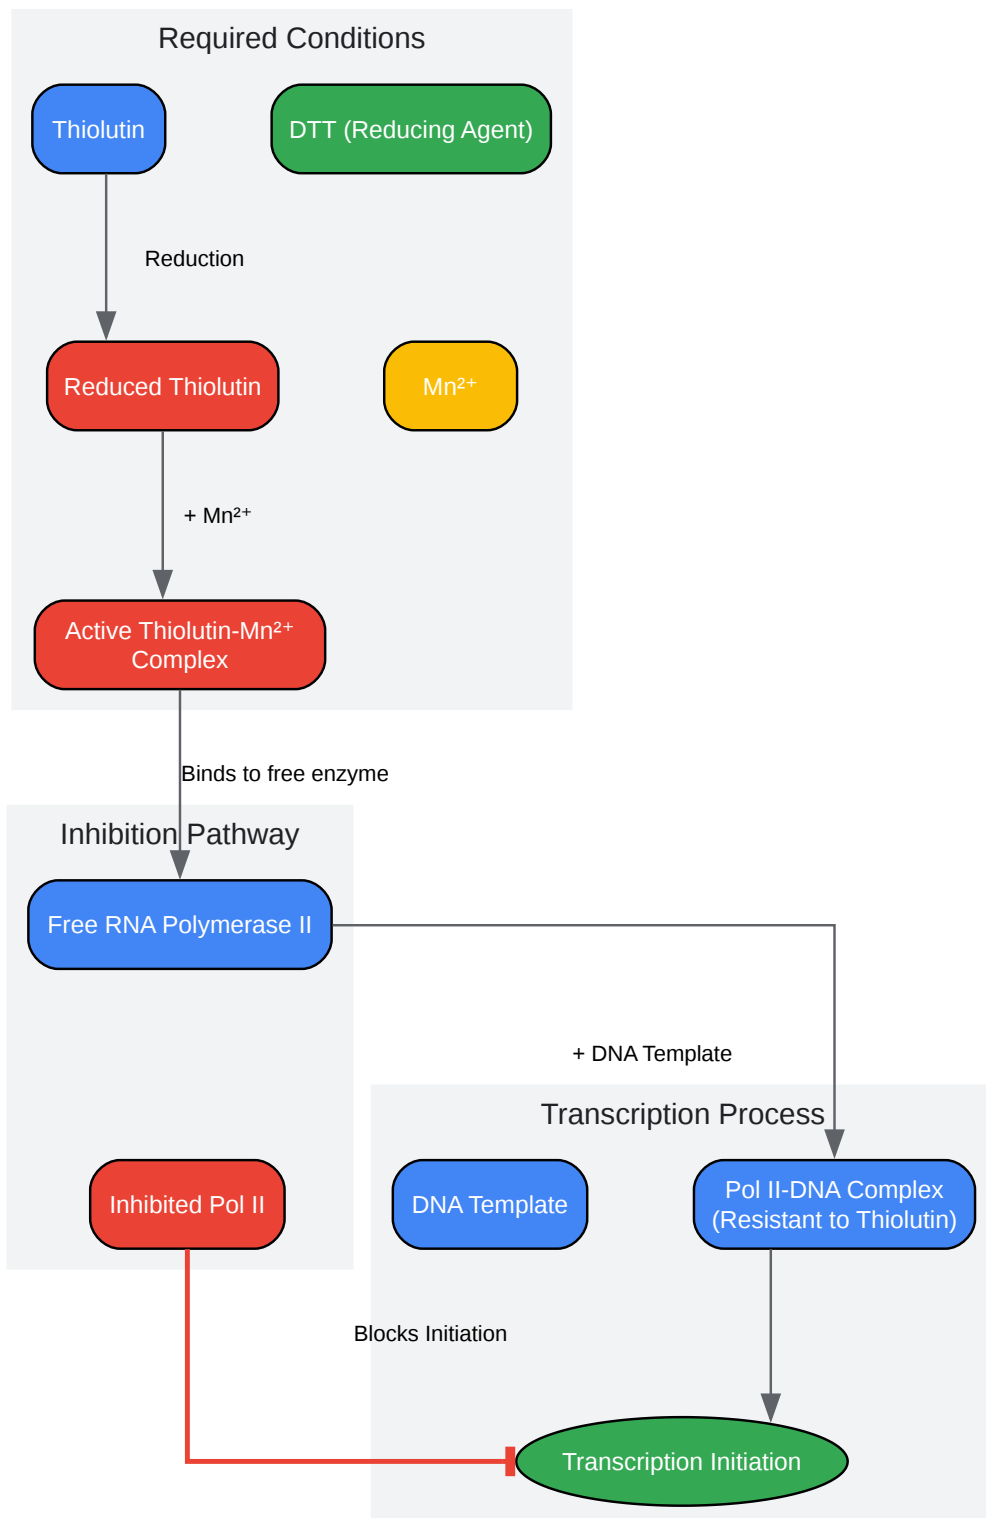 Required Conditions
Thiolutin
DTT (Reducing Agent)
Reduction
Reduced Thiolutin
Mn²⁺
+ Mn²⁺
Active Thiolutin-Mn²⁺
Complex
Binds to free enzyme
Inhibition Pathway
Free RNA Polymerase II
+ DNA Template
Transcription Process
Inhibited Pol II
DNA Template
Pol II-DNA Complex
(Resistant to Thiolutin)
Blocks Initiation
Transcription Initiation